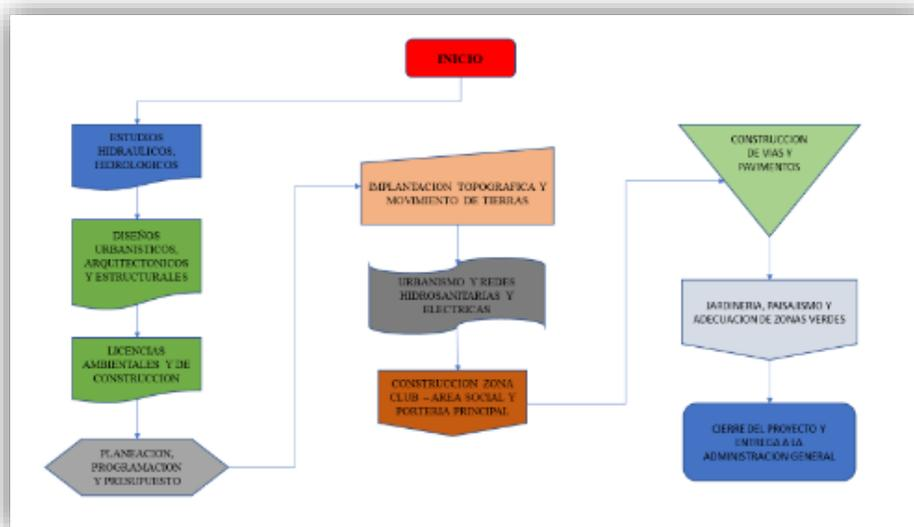 INICIO
ESTUDIOS
HIDRAULICOS,
HIDROLOGICOS
DISEÑOS
URBANISTICOS,
ARQUITECTONICOS
Y ESTRUCTURALES
LICENCIAS
AMBIENTALES Y DE
CONSTRUCCION
PLANEACION,
PROGRAMACION
Y PRESUPUESTO
IMPLANTACION TOPOGRAFICA Y
MOVIMIENTO DE TIERRAS
URBANISMO Y REDES
HIDROSANITARIAS Y
ELECTRICAS
CONSTRUCCION ZONA
CLUB – AREA SOCIAL Y
PORTERIA PRINCIPAL
CONSTRUCCION
DE VIAS Y
PAVIMENTOS
JARDINERIA, PAISAJISMO Y
ADECUACION DE ZONAS VERDES
CIERRE DEL PROYECTO Y
ENTREGA A LA
ADMINISTRACION GENERAL